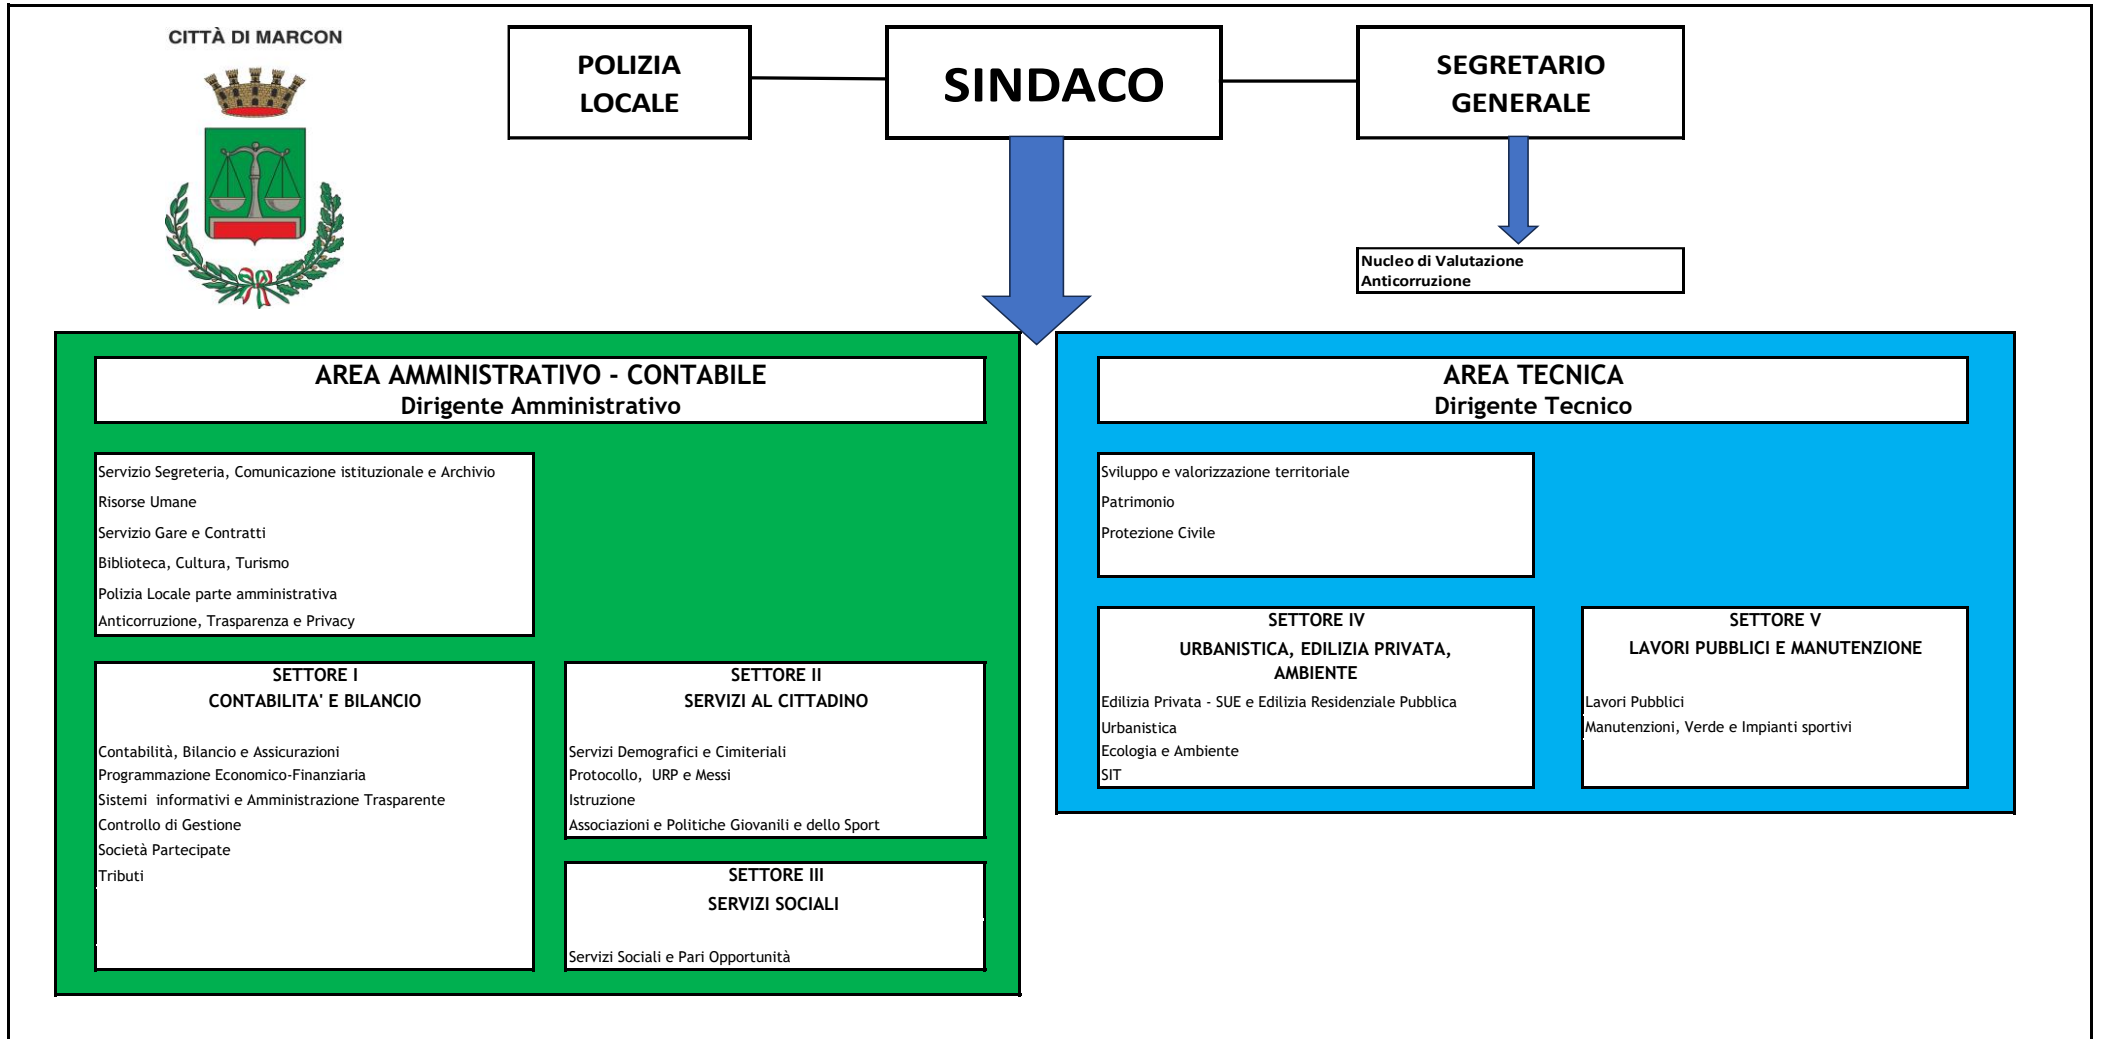 CITTÀ DI MARCON
POLIZIA
LOCALE
SINDACO
SEGRETARIO
GENERALE
Nucleo di Valutazione
Anticorruzione
AREA AMMINISTRATIVO - CONTABILE
Dirigente Amministrativo
Servizio Segreteria, Comunicazione istituzionale e Archivio
Risorse Umane
Servizio Gare e Contratti
Biblioteca, Cultura, Turismo
Polizia Locale parte amministrativa
Anticorruzione, Trasparenza e Privacy
SETTORE I
CONTABILITA' E BILANCIO
Contabilità, Bilancio e Assicurazioni
Programmazione Economico-Finanziaria
Sistemi  informativi e Amministrazione Trasparente
Controllo di Gestione
Società Partecipate
Tributi
SETTORE II
SERVIZI AL CITTADINO
Servizi Demografici e Cimiteriali
Protocollo,  URP e Messi
Istruzione
Associazioni e Politiche Giovanili e dello Sport
SETTORE III
SERVIZI SOCIALI
Servizi Sociali e Pari Opportunità
AREA TECNICA
Dirigente Tecnico
Sviluppo e valorizzazione territoriale
Patrimonio
Protezione Civile
SETTORE IV
URBANISTICA, EDILIZIA PRIVATA,
AMBIENTE
Edilizia Privata - SUE e Edilizia Residenziale Pubblica
Urbanistica
Ecologia e Ambiente
SIT
SETTORE V
LAVORI PUBBLICI E MANUTENZIONE
Lavori Pubblici
Manutenzioni, Verde e Impianti sportivi